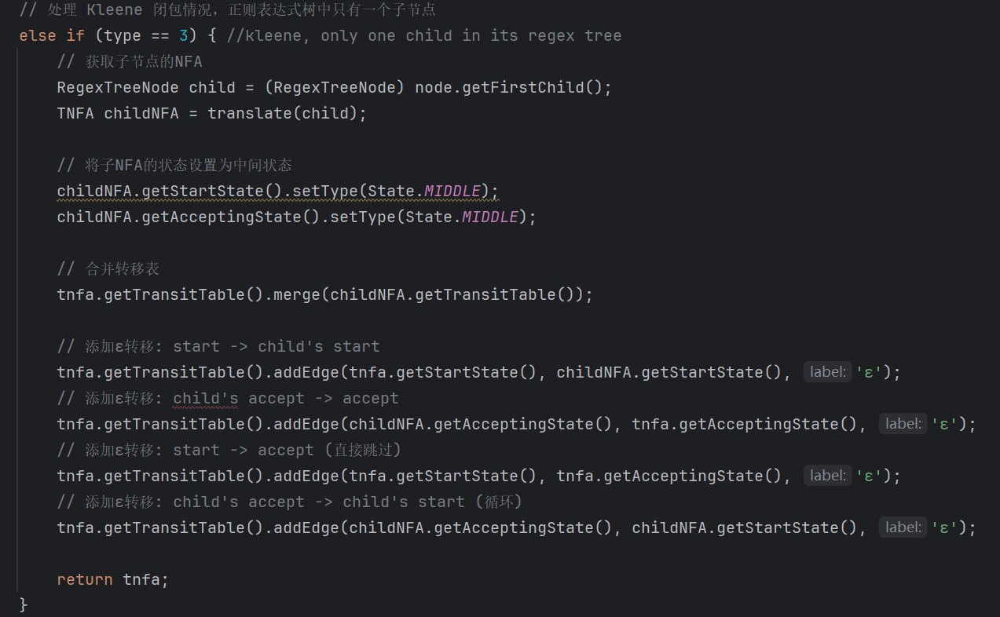 // 处理 Kleene 闭包情况，正则表达式树中只有一个子节点
else if (type == 3) { //kleene, only one child in its regex tree
// 获取子节点的NFA
RegexTreeNode child = (RegexTreeNode) node.getFirstChild();
TNFA childNFA = translate(child);
// 将子NFA的状态设置为中间状态
childNFA.getStartState().setType(State.MIDDLE);
childNFA.getAcceptingState().setType(State.MIDDLE);
// 合并转移表
tnfa.getTransitTable().merge(childNFA.getTransitTable());
// 添加ε转移: start -> child's start
tnfa.getTransitTable().addEdge(tnfa.getStartState(), childNFA.getStartState(), label: 'ε');
// 添加ε转移: child's accept -> accept
tnfa.getTransitTable().addEdge(childNFA.getAcceptingState(), tnfa.getAcceptingState(), label: 'ε');
// 添加ε转移: start -> accept (直接跳过)
tnfa.getTransitTable().addEdge(tnfa.getStartState(), tnfa.getAcceptingState(), label: 'ε');
// 添加ε转移: child's accept -> child's start (循环)
tnfa.getTransitTable().addEdge(childNFA.getAcceptingState(), childNFA.getStartState(), label: 'ε');
return tnfa;
}